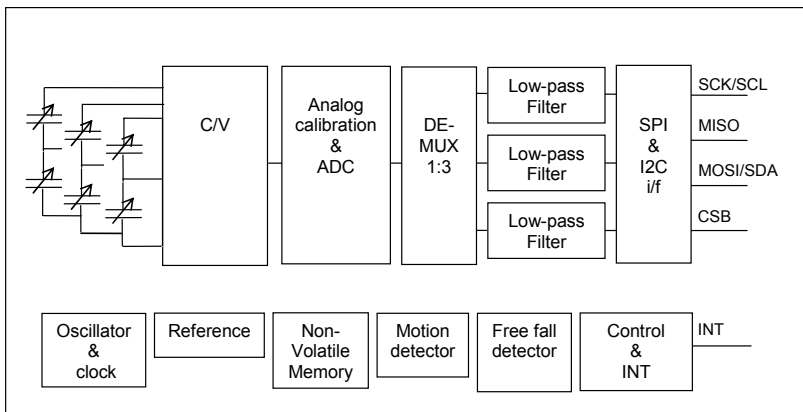 C/V
Analog
calibration
&
ADC
DE-
MUX
1:3
Low-pass
Filter
Low-pass
Filter
Low-pass
Filter
SPI
&
I2C
i/f
SCK/SCL
MISO
MOSI/SDA
CSB
Oscillator
&
clock
Reference
Non-
Volatile
Memory
Motion
detector
Free fall
detector
Control
&
INT
INT